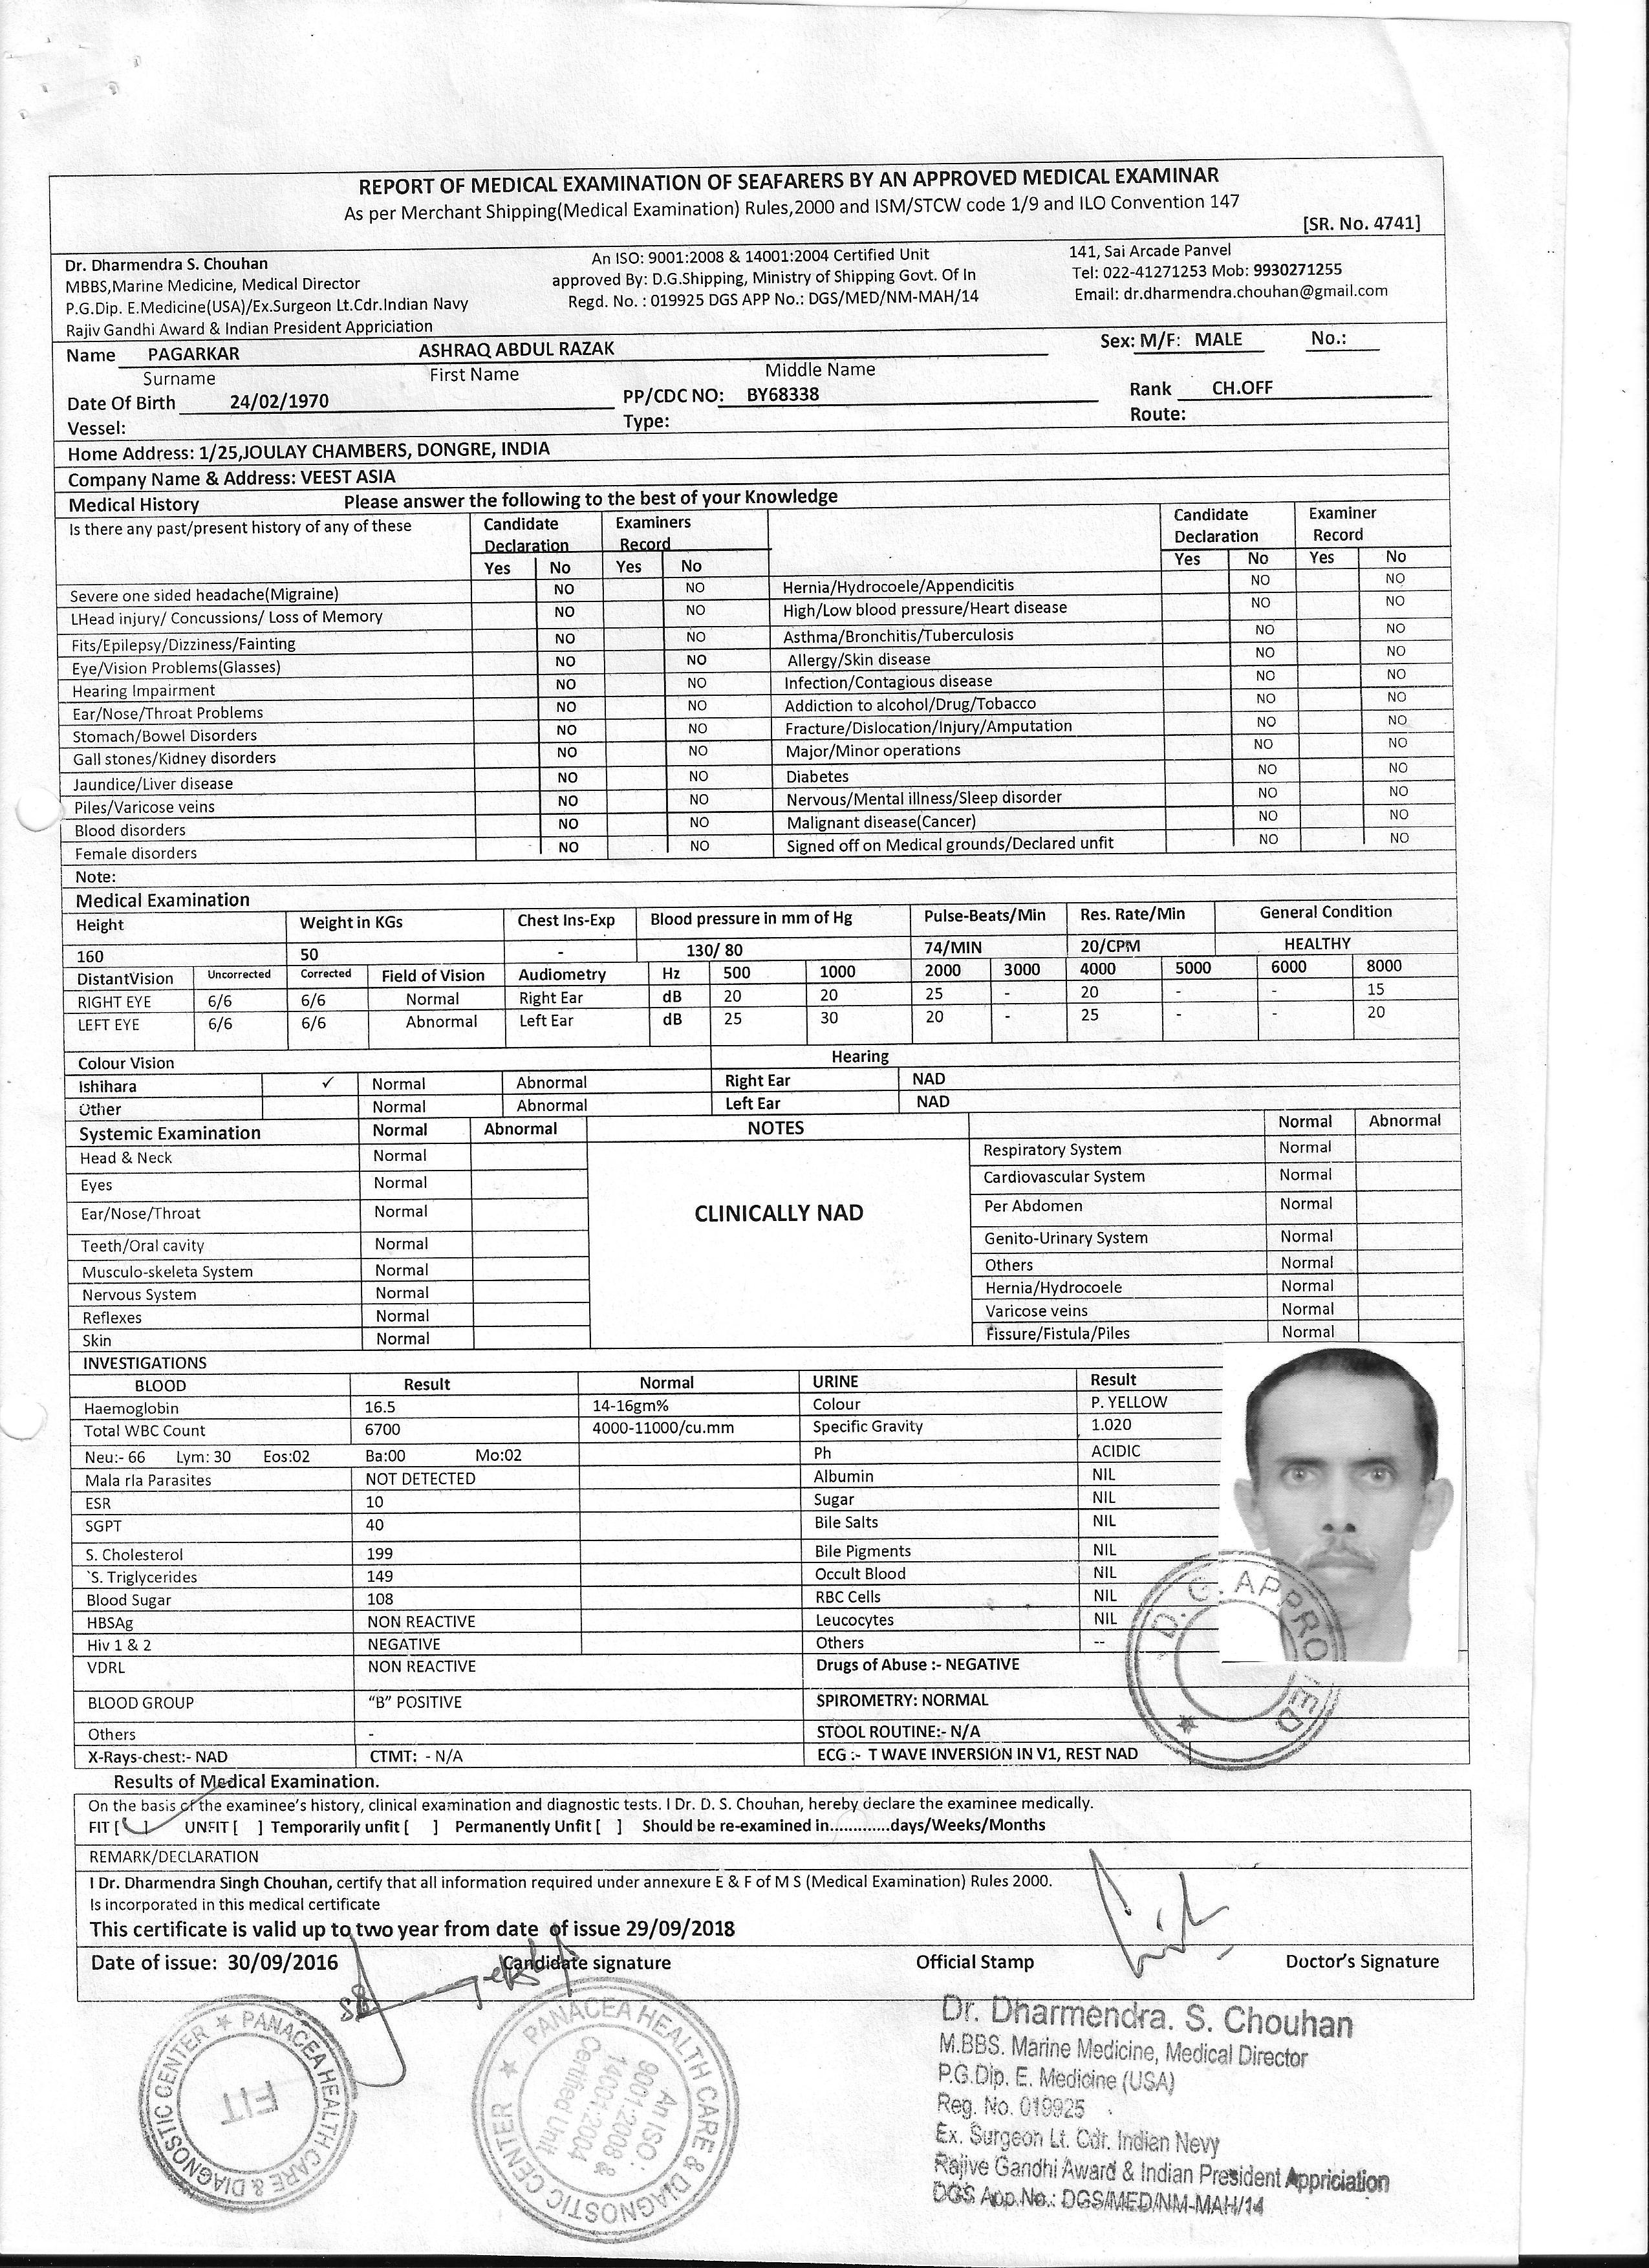 REPORT OF MEDICAL EXAMINATION OF SEAFARERS BY AN APPROVED MEDICAL EXAMINAR
As per Merchant Shipping(Medical Examination) Rules,2000 and ISM/STCW code 1/9 and ILO Convention 147
[SR. No. 4741]
Dr. Dharmendra S. Chouhan
MBBS,Marine Medicine, Medical Director
P.G.Dip. E.Medicine(USA)/Ex.Surgeon Lt.Cdr.Indian Navy
Rajiv Gandhi Award & Indian President Appriciation
An ISO: 9001:2008 & 14001:2004 Certified Unit
approved By: D.G.Shipping, Ministry of Shipping Govt. Of In
Regd. No. : 019925 DGS APP No.: DGS/MED/NM-MAH/14
141, Sai Arcade Panvel
Tel: 022-41271253 Mob: 9930271255
Email: dr.dharmendra.chouhan@gmail.com
Name PAGARKAR ASHRAQ ABDUL RAZAK Sex: M/F: MALE No.:
Surname First Name Middle Name
Date Of Birth 24/02/1970 PP/CDC NO: BY68338 Rank CH.OFF
Vessel: Type: Route:
Home Address: 1/25,JOULAY CHAMBERS, DONGRE, INDIA
Company Name & Address: VEEST ASIA
Medical History Please answer the following to the best of your Knowledge
Is there any past/present history of any of these Candidate Declaration Examiners Record Candidate Declaration Examiner Record
Yes No Yes No Yes No Yes No
Severe one sided headache(Migraine) NO NO Hernia/Hydrocoele/Appendicitis NO NO
LHead injury/ Concussions/ Loss of Memory NO NO High/Low blood pressure/Heart disease NO NO
Fits/Epilepsy/Dizziness/Fainting NO NO Asthma/Bronchitis/Tuberculosis NO NO
Eye/Vision Problems(Glasses) NO NO Allergy/Skin disease NO NO
Hearing Impairment NO NO Infection/Contagious disease NO NO
Ear/Nose/Throat Problems NO NO Addiction to alcohol/Drug/Tobacco NO NO
Stomach/Bowel Disorders NO NO Fracture/Dislocation/Injury/Amputation NO NO
Gall stones/Kidney disorders NO NO Major/Minor operations NO NO
Jaundice/Liver disease NO NO Diabetes NO NO
Piles/Varicose veins NO NO Nervous/Mental illness/Sleep disorder NO NO
Blood disorders NO NO Malignant disease(Cancer) NO NO
Female disorders NO NO Signed off on Medical grounds/Declared unfit NO NO
Note:
Medical Examination
Height Weight in KGs Chest Ins-Exp Blood pressure in mm of Hg Pulse-Beats/Min Res. Rate/Min General Condition
160 50 - 130/ 80 74/MIN 20/CPM HEALTHY
DistantVision Uncorrected Corrected Field of Vision Audiometry Hz 500 1000 2000 3000 4000 5000 6000 8000
RIGHT EYE 6/6 6/6 Normal Right Ear dB 20 20 25 - 20 - - 15
LEFT EYE 6/6 6/6 Abnormal Left Ear dB 25 30 20 - 25 - - 20
Colour Vision Hearing
Ishihara ✓ Normal Abnormal Right Ear NAD
Other Normal Abnormal Left Ear NAD
Systemic Examination Normal Abnormal NOTES Normal Abnormal
Head & Neck Normal Respiratory System Normal
Eyes Normal Cardiovascular System Normal
Ear/Nose/Throat Normal CLINICALLY NAD Per Abdomen Normal
Teeth/Oral cavity Normal Genito-Urinary System Normal
Musculo-skeleta System Normal Others Normal
Nervous System Normal Hernia/Hydrocoele Normal
Reflexes Normal Varicose veins Normal
Skin Normal Fissure/Fistula/Piles Normal
INVESTIGATIONS
BLOOD Result Normal URINE Result
Haemoglobin 16.5 14-16gm% Colour P. YELLOW
Total WBC Count 6700 4000-11000/cu.mm Specific Gravity 1.020
Neu:- 66 Lym: 30 Eos:02 Ba:00 Mo:02 Ph ACIDIC
Mala rIa Parasites NOT DETECTED Albumin NIL
ESR 10 Sugar NIL
SGPT 40 Bile Salts NIL
S. Cholesterol 199 Bile Pigments NIL
`S. Triglycerides 149 Occult Blood NIL
Blood Sugar 108 RBC Cells NIL
HBSAg NON REACTIVE Leucocytes NIL
Hiv 1 & 2 NEGATIVE Others --
VDRL NON REACTIVE Drugs of Abuse :- NEGATIVE
BLOOD GROUP “B” POSITIVE SPIROMETRY: NORMAL
Others - STOOL ROUTINE:- N/A
X-Rays-chest:- NAD CTMT: - N/A ECG :- T WAVE INVERSION IN V1, REST NAD
D.G. APPROVED
Results of Medical Examination.
On the basis of the examinee's history, clinical examination and diagnostic tests. I Dr. D. S. Chouhan, hereby declare the examinee medically.
FIT [✓] UNFIT [ ] Temporarily unfit [ ] Permanently Unfit [ ] Should be re-examined in.............days/Weeks/Months
REMARK/DECLARATION
I Dr. Dharmendra Singh Chouhan, certify that all information required under annexure E & F of M S (Medical Examination) Rules 2000.
Is incorporated in this medical certificate
This certificate is valid up to two year from date of issue 29/09/2018
Date of issue: 30/09/2016 Candidate signature Official Stamp Doctor's Signature
PANACEA HEALTH CARE & DIAGNOSTIC CENTER
FIT
PANACEA HEALTH CARE & DIAGNOSTIC CENTER
An ISO:
9001:2008 &
14001:2004
Certified Unit
Dr. Dharmendra. S. Chouhan
M.BBS. Marine Medicine, Medical Director
P.G.Dip. E. Medicine (USA)
Reg. No. 019925
Ex. Surgeon Lt. Cdr. Indian Nevy
Rajive Gandhi Award & Indian President Appriciation
DGS App.No.: DGS/MED/NM-MAH/14